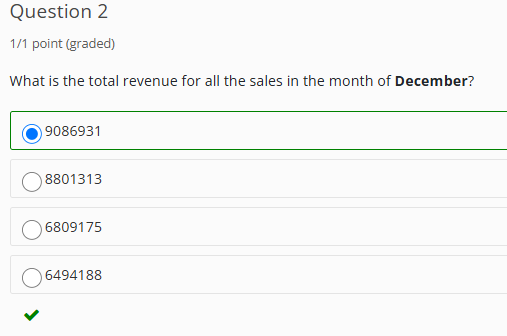 Question 2
1/1 point (graded)
What is the total revenue for all the sales in the month of December?
9086931
8801313
6809175
6494188